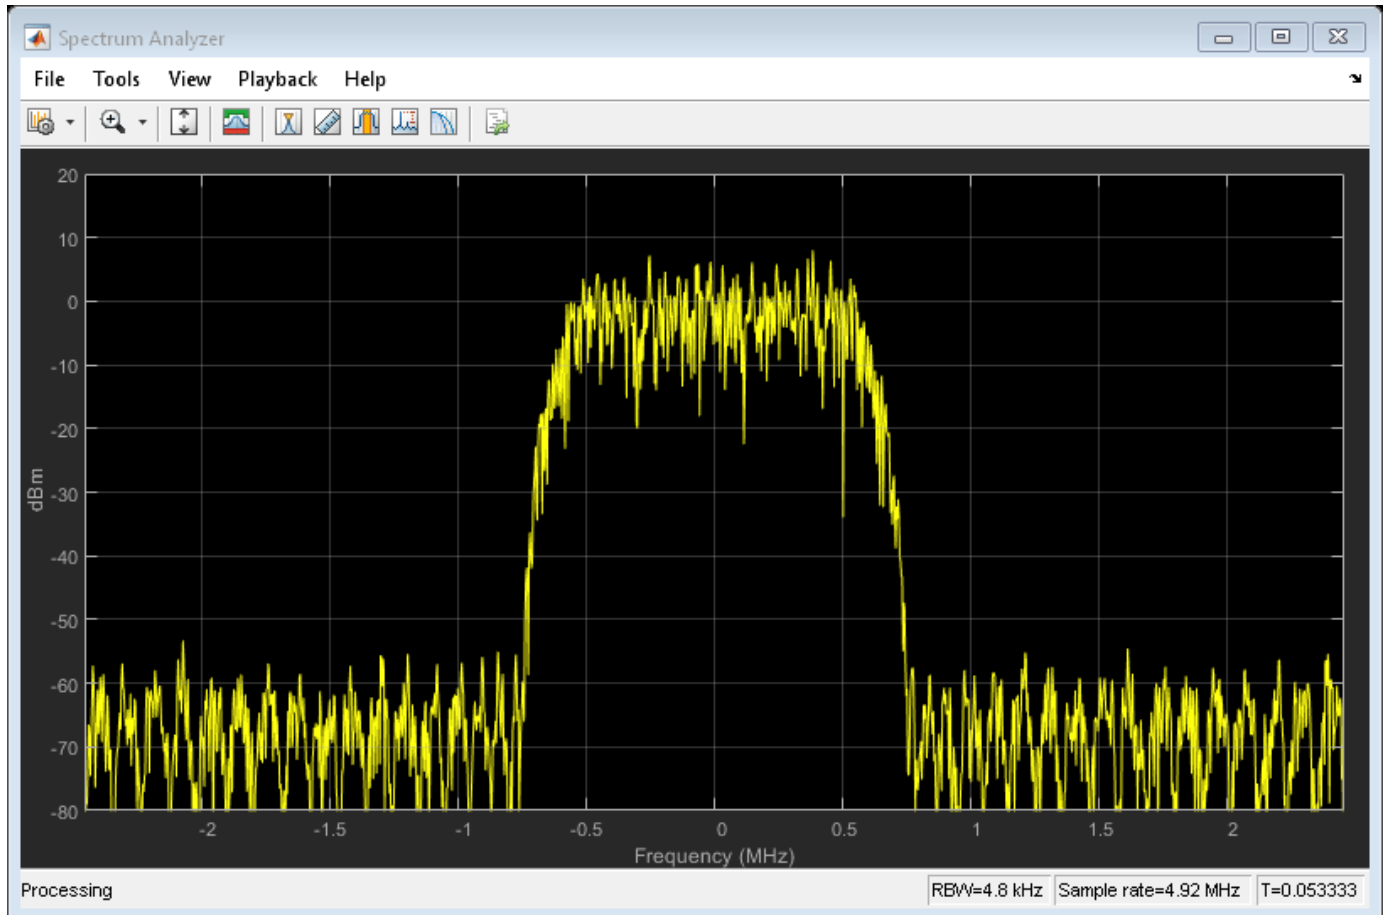 Spectrum Analyzer
File Tools View Playback Help
20
10
0
-10
-20
-30
-40
-50
-60
-70
-80
dBm
-2 -1.5 -1 -0.5 0 0.5 1 1.5 2
Frequency (MHz)
Processing RBW=4.8 kHz Sample rate=4.92 MHz T=0.053333